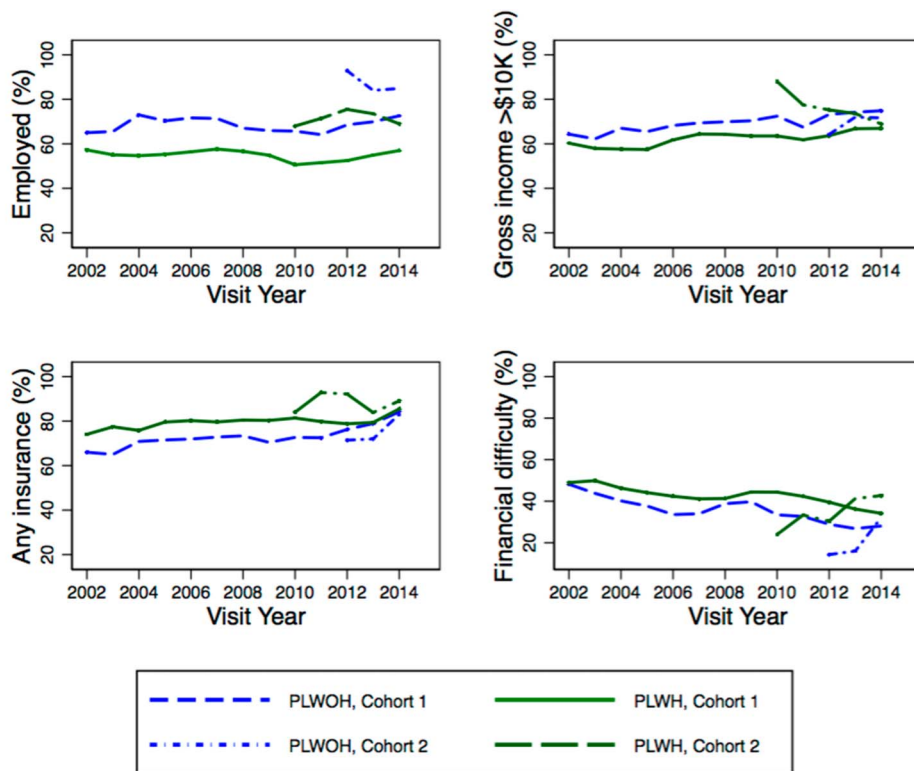 Employed (%)
100
80
60
40
20
2002 2004 2006 2008 2010 2012 2014
Visit Year
Gross income >$10K (%)
100
80
60
40
20
2002 2004 2006 2008 2010 2012 2014
Visit Year
Any insurance (%)
100
80
60
40
20
2002 2004 2006 2008 2010 2012 2014
Visit Year
Financial difficulty (%)
100
80
60
40
20
2002 2004 2006 2008 2010 2012 2014
Visit Year
PLWOH, Cohort 1
PLWH, Cohort 1
PLWOH, Cohort 2
PLWH, Cohort 2